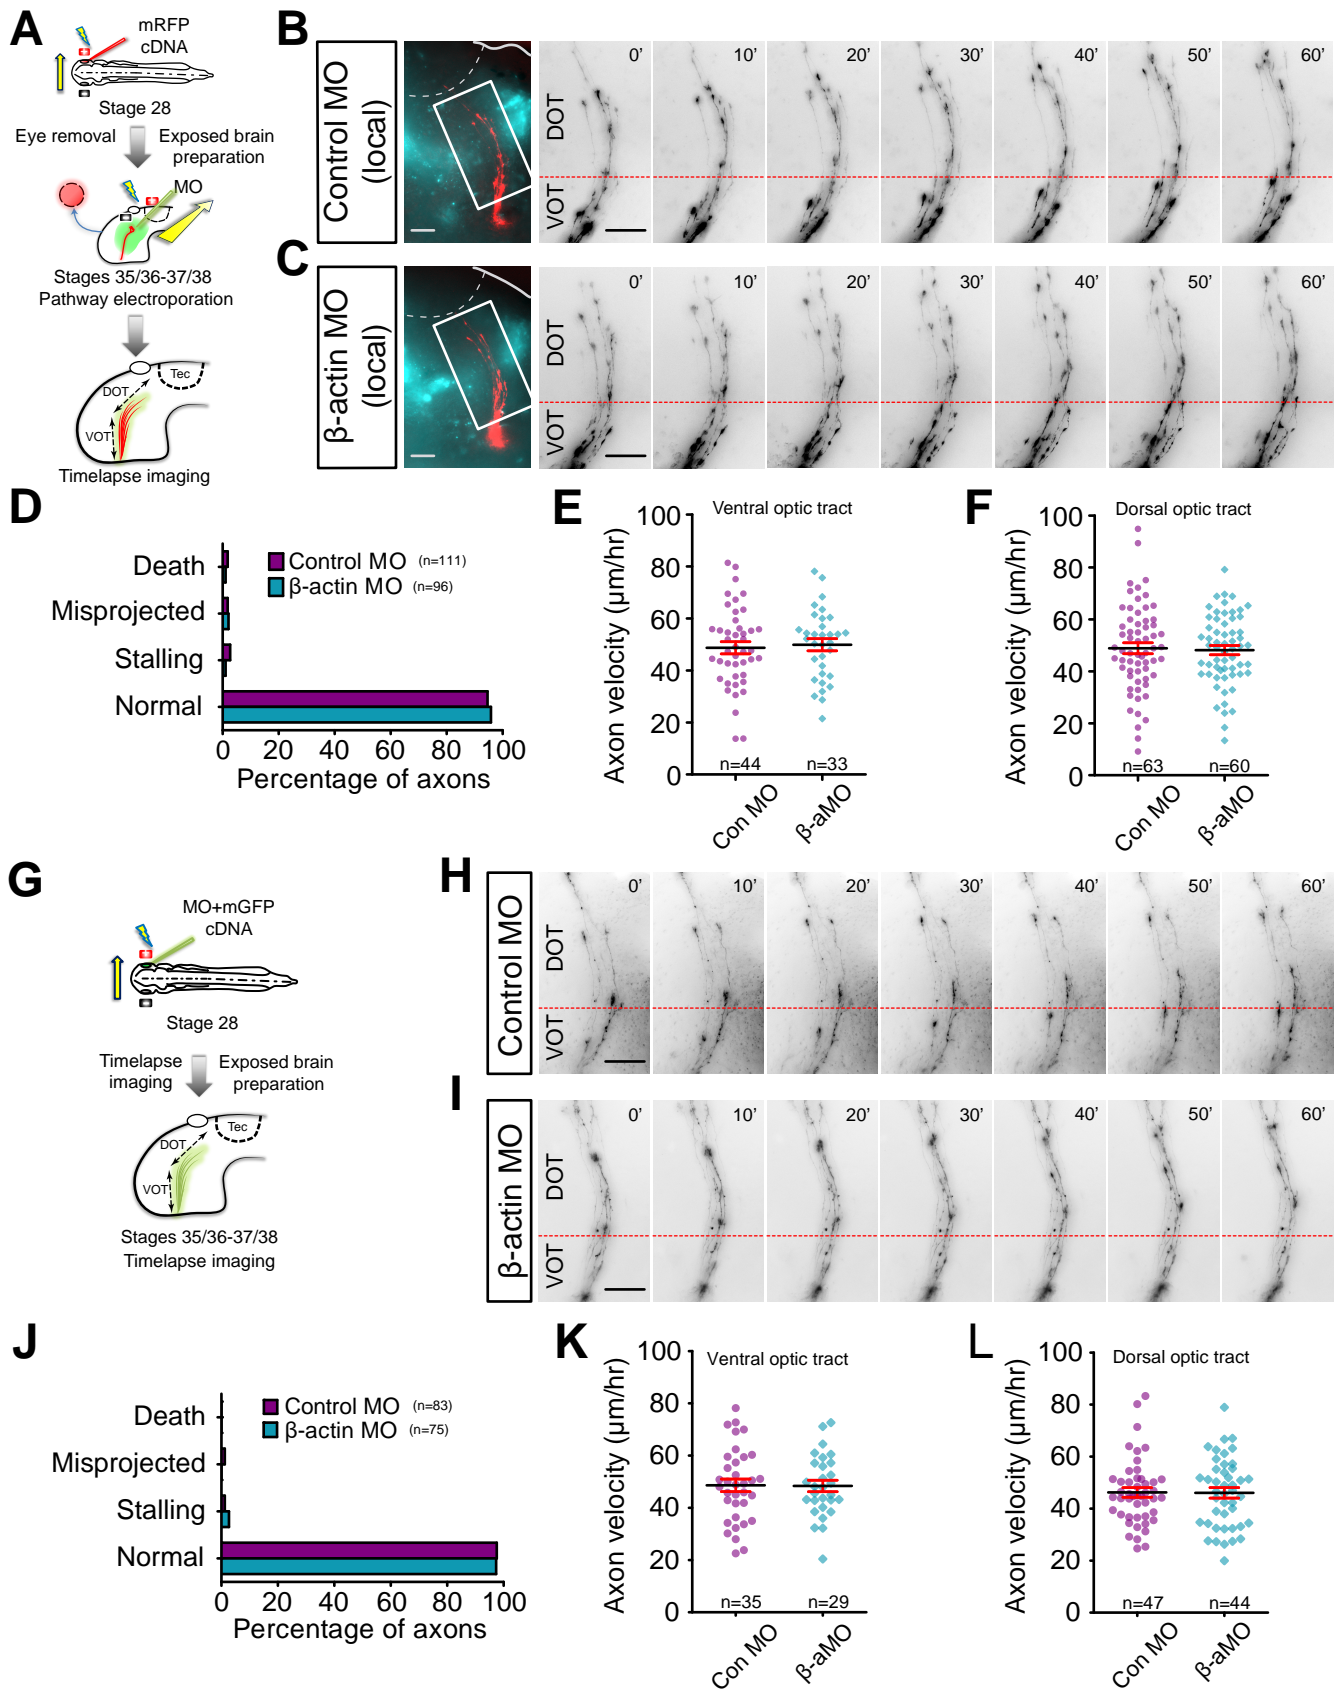 A
mRFP
cDNA
Stage 28
Eye removal
Exposed brain
preparation
MO
Stages 35/36-37/38
Pathway electroporation
Tec
DOT
VOT
Timelapse imaging
B
Control MO
(local)
DOT
VOT
0’
10’
20’
30’
40’
50’
60’
C
β-actin MO
(local)
DOT
VOT
0’
10’
20’
30’
40’
50’
60’
D
Death
Misprojected
Stalling
Normal
Control MO (n=111)
β-actin MO (n=96)
0 20 40 60 80 100
Percentage of axons
E
Ventral optic tract
Axon velocity (µm/hr)
100
80
60
40
20
0
n=44 n=33
Con MO
β-aMO
F
Dorsal optic tract
Axon velocity (µm/hr)
100
80
60
40
20
0
n=63 n=60
Con MO
β-aMO
G
MO+mGFP
cDNA
Stage 28
Timelapse
imaging
Exposed brain
preparation
Tec
DOT
VOT
Stages 35/36-37/38
Timelapse imaging
H
Control MO
DOT
VOT
0’
10’
20’
30’
40’
50’
60’
I
β-actin MO
DOT
VOT
0’
10’
20’
30’
40’
50’
60’
J
Death
Misprojected
Stalling
Normal
Control MO (n=83)
β-actin MO (n=75)
0 20 40 60 80 100
Percentage of axons
K
Ventral optic tract
Axon velocity (µm/hr)
100
80
60
40
20
0
n=35 n=29
Con MO
β-aMO
L
Dorsal optic tract
Axon velocity (µm/hr)
100
80
60
40
20
0
n=47 n=44
Con MO
β-aMO